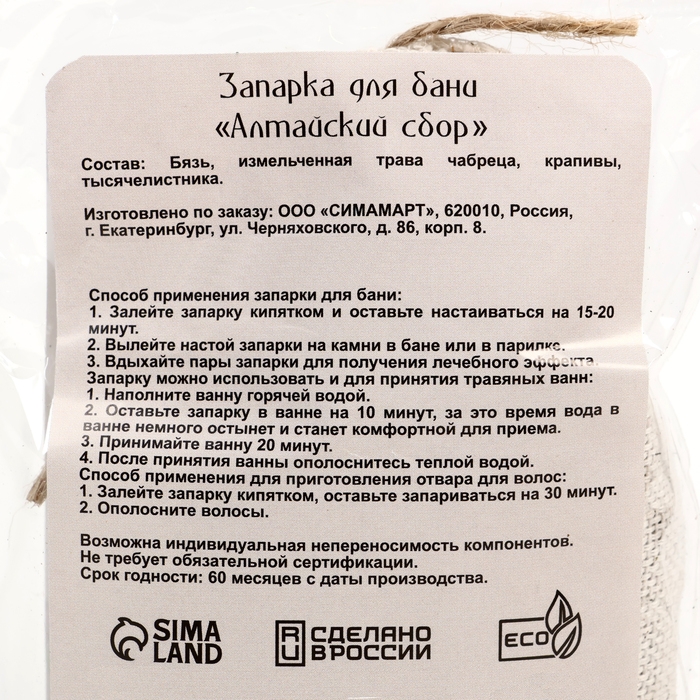 Запарка для бани
«Алтайский сбор»
Состав: Бязь, измельченная трава чабреца, крапивы,
тысячелистника.
Изготовлено по заказу: ООО «СИМАМАРТ», 620010, Россия,
г. Екатеринбург, ул. Черняховского, д. 86, корп. 8.
Способ применения запарки для бани:
1. Залейте запарку кипятком и оставьте настаиваться на 15-20
минут.
2. Вылейте настой запарки на камни в бане или в парилке.
3. Вдыхайте пары запарки для получения лечебного эффекта.
Запарку можно использовать и для принятия травяных ванн:
1. Наполните ванну горячей водой.
2. Оставьте запарку в ванне на 10 минут, за это время вода в
ванне немного остынет и станет комфортной для приема.
3. Принимайте ванну 20 минут.
4. После принятия ванны ополоснитесь теплой водой.
Способ применения для приготовления отвара для волос:
1. Залейте запарку кипятком, оставьте запариваться на 30 минут.
2. Ополосните волосы.
Возможна индивидуальная непереносимость компонентов.
Не требует обязательной сертификации.
Срок годности: 60 месяцев с даты производства.
SIMA
LAND
RU
СДЕЛАНО
В РОССИИ
ECO